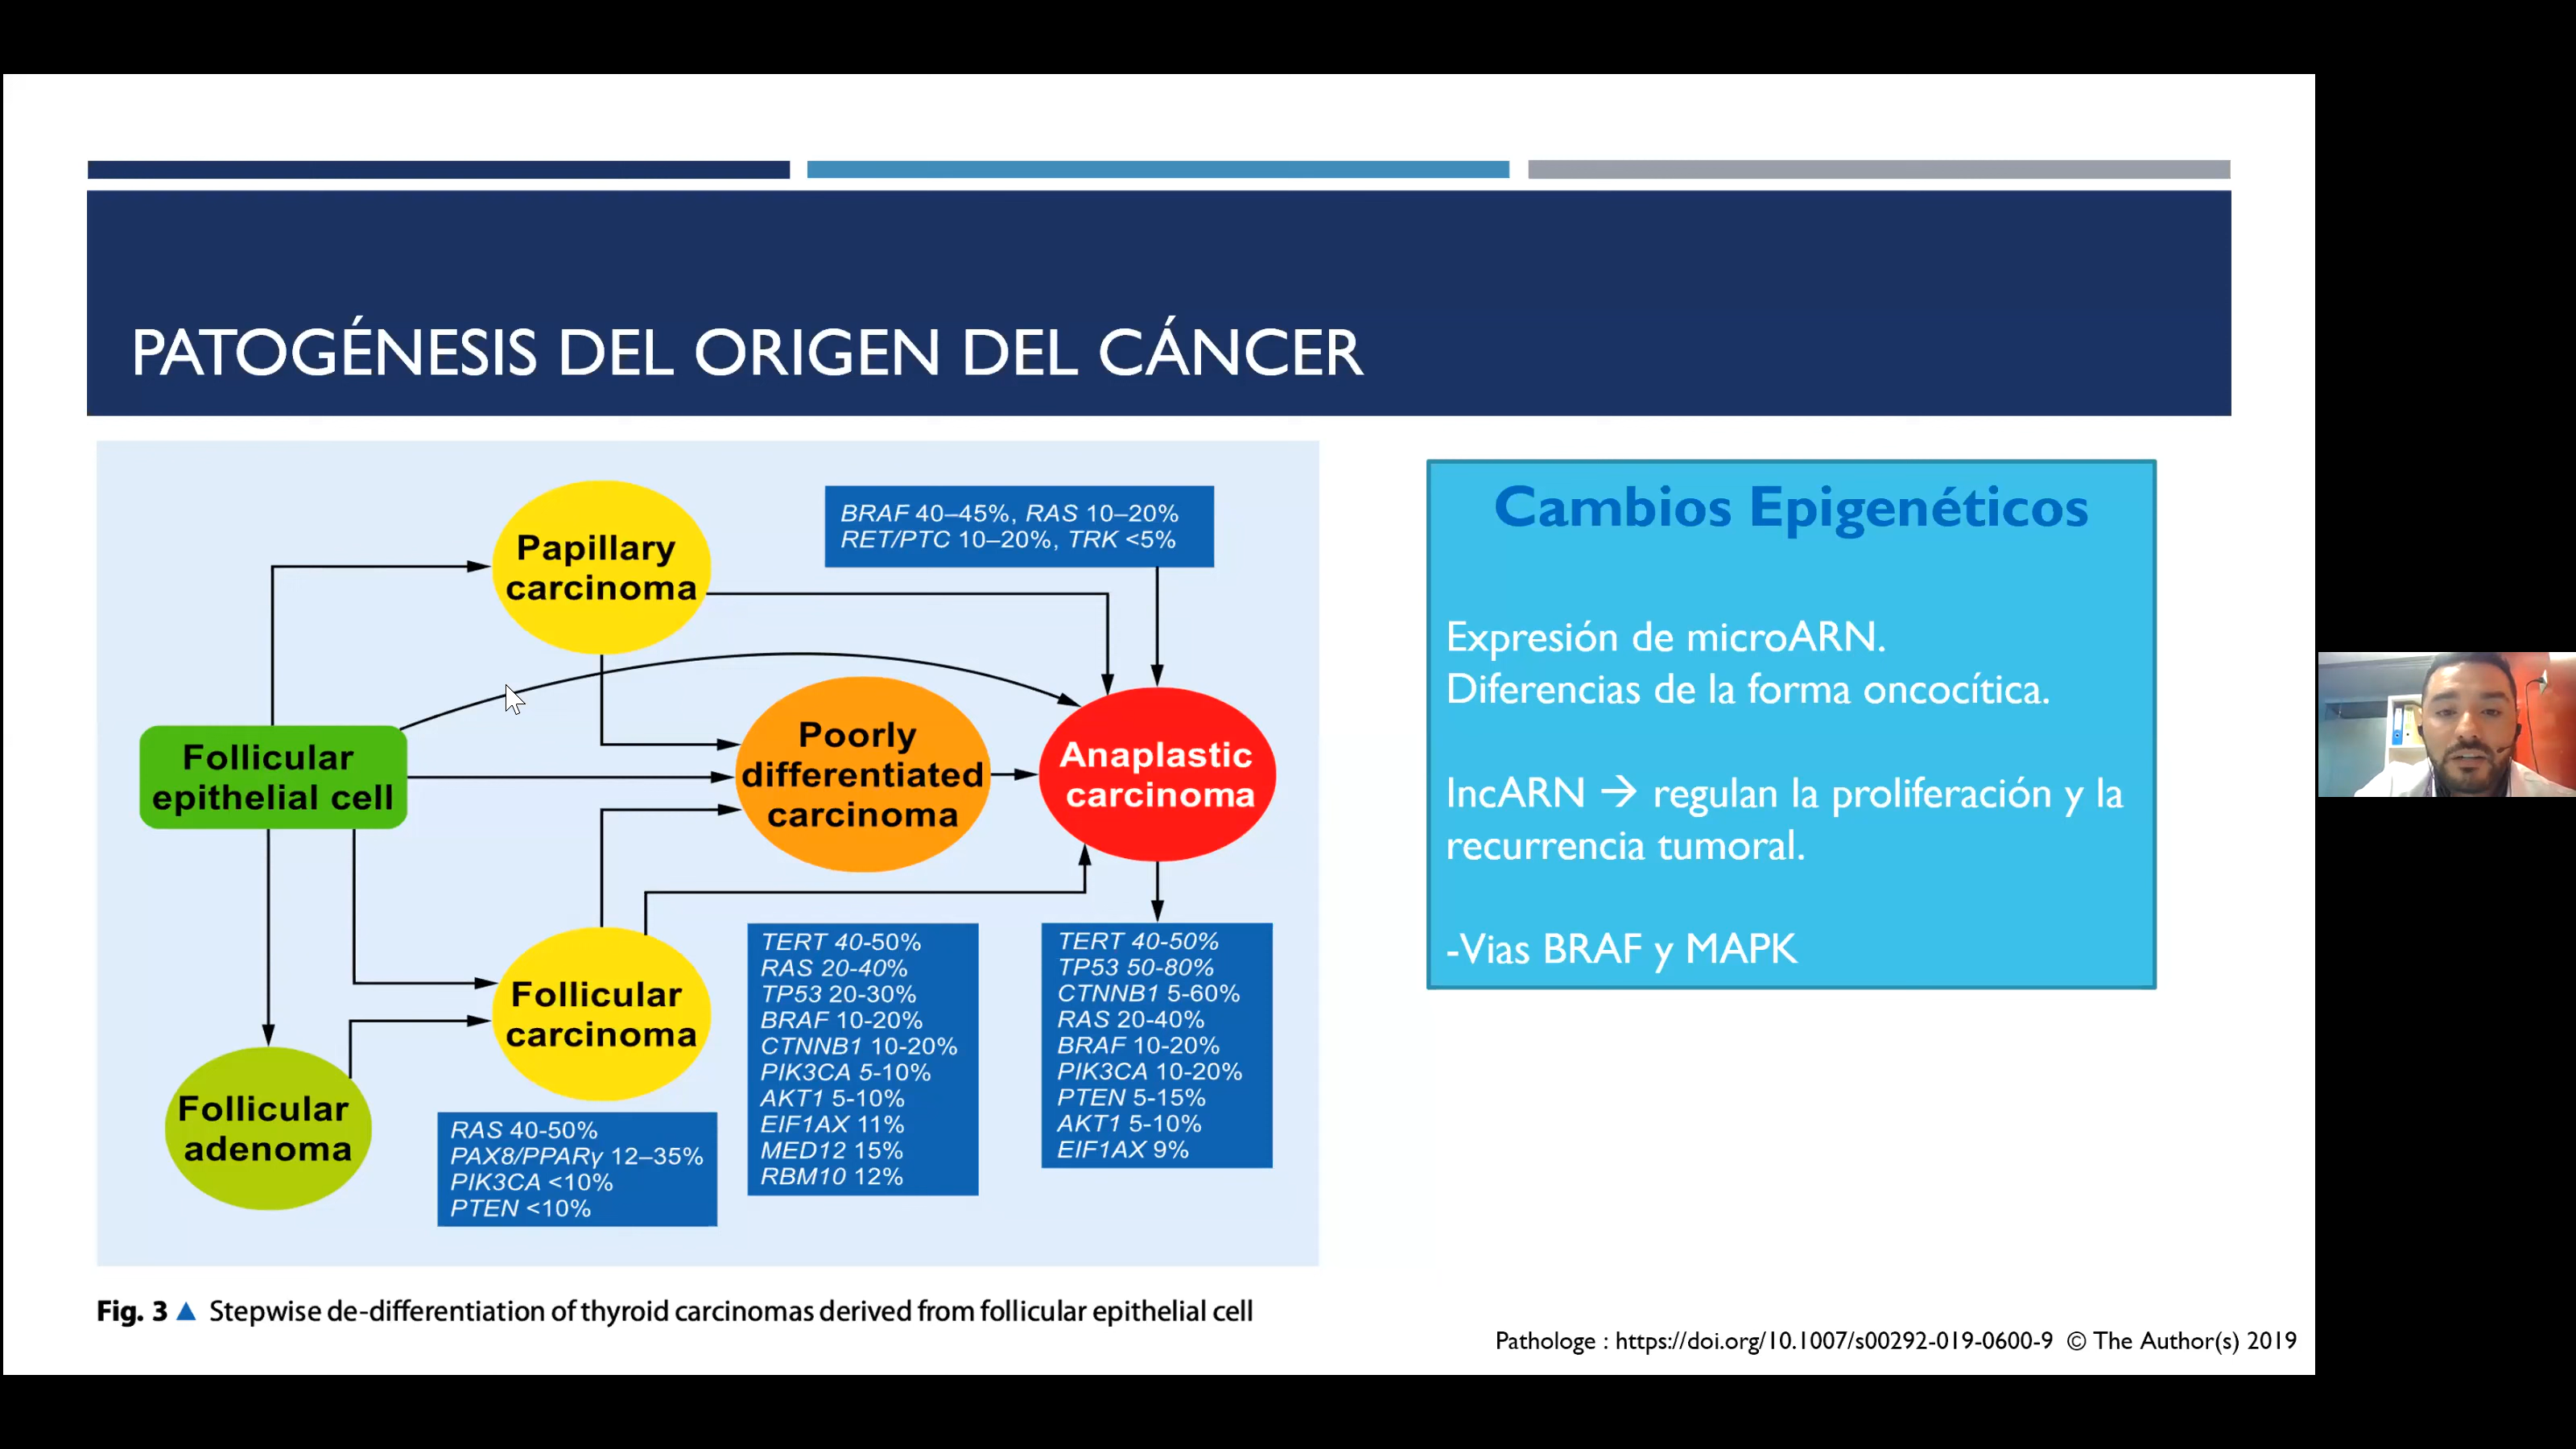 PATOGÉNESIS DEL ORIGEN DEL CÁNCER
Papillary
carcinoma
BRAF 40–45%, RAS 10–20%
RET/PTC 10–20%, TRK <5%
Follicular
epithelial cell
Poorly
differentiated
carcinoma
Anaplastic
carcinoma
Follicular
carcinoma
Follicular
adenoma
RAS 40-50%
PAX8/PPARγ 12–35%
PIK3CA <10%
PTEN <10%
TERT 40-50%
RAS 20-40%
TP53 20-30%
BRAF 10-20%
CTNNB1 10-20%
PIK3CA 5-10%
AKT1 5-10%
EIF1AX 11%
MED12 15%
RBM10 12%
TERT 40-50%
TP53 50-80%
CTNNB1 5-60%
RAS 20-40%
BRAF 10-20%
PIK3CA 10-20%
PTEN 5-15%
AKT1 5-10%
EIF1AX 9%
Fig. 3 ▲ Stepwise de-differentiation of thyroid carcinomas derived from follicular epithelial cell
Cambios Epigenéticos
Expresión de microARN.
Diferencias de la forma oncocítica.
lncARN → regulan la proliferación y la
recurrencia tumoral.
-Vias BRAF y MAPK
Pathologe : https://doi.org/10.1007/s00292-019-0600-9 © The Author(s) 2019